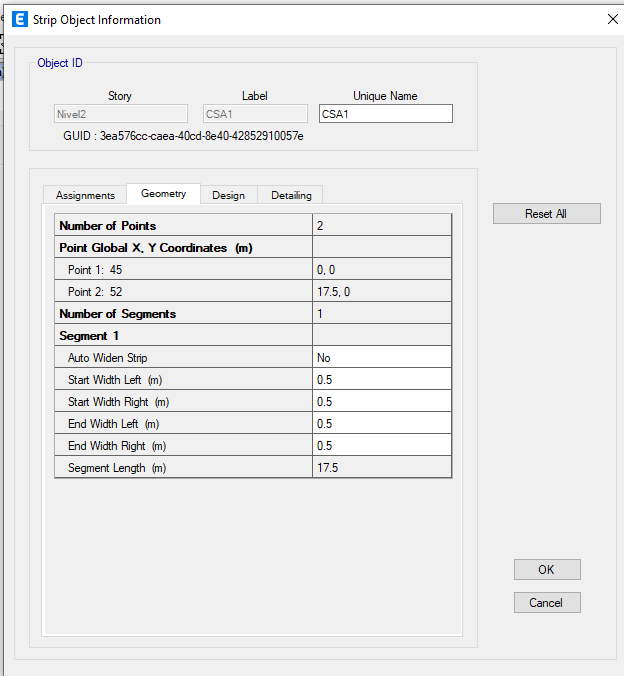 Strip Object Information
Object ID
Story Label Unique Name
Nivel2 CSA1 CSA1
GUID : 3ea576cc-caea-40cd-8e40-42852910057e
Assignments Geometry Design Detailing
Reset All
Number of Points 2
Point Global X, Y Coordinates (m)
Point 1: 45 0, 0
Point 2: 52 17.5, 0
Number of Segments 1
Segment 1
Auto Widen Strip No
Start Width Left (m) 0.5
Start Width Right (m) 0.5
End Width Left (m) 0.5
End Width Right (m) 0.5
Segment Length (m) 17.5
OK
Cancel